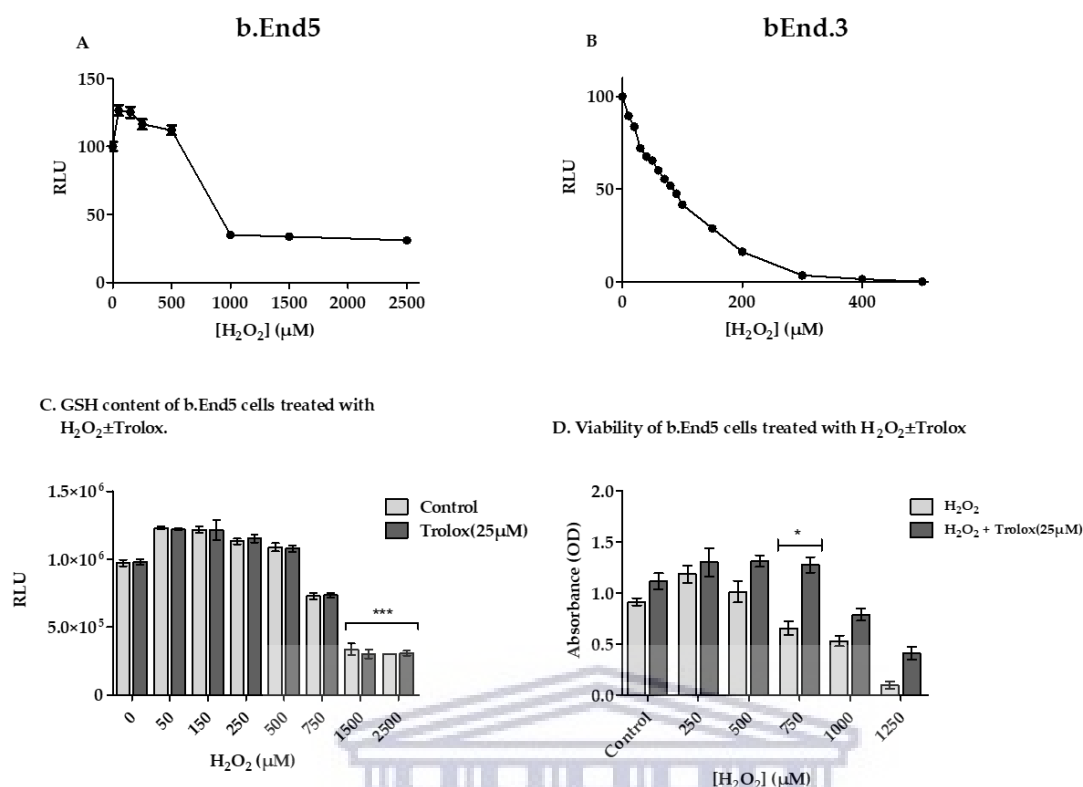 b.End5
bEnd.3
A
150
100
50
0
RLU
0 500 1000 1500 2000 2500
[H₂O₂] (µM)
B
100
50
0
RLU
0 200 400
[H₂O₂] (µM)
C. GSH content of b.End5 cells treated with
H₂O₂±Trolox.
1.5×10⁶
1.0×10⁶
5.0×10⁵
0
RLU
Control
Trolox(25µM)
***
0 50 150 250 500 750 1500 2500
H₂O₂ (µM)
D. Viability of b.End5 cells treated with H₂O₂±Trolox
2.0
1.5
1.0
0.5
0.0
Absorbance (OD)
H₂O₂
H₂O₂ + Trolox(25µM)
*
Control 250 500 750 1000 1250
[H₂O₂] (µM)